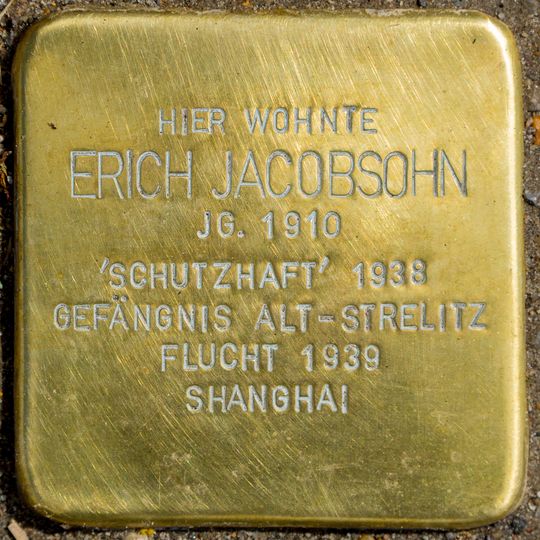 HIER WOHNTE
ERICH JACOBSOHN
JG. 1910
'SCHUTZHAFT' 1938
GEFÄNGNIS ALT-STRELITZ
FLUCHT 1939
SHANGHAI